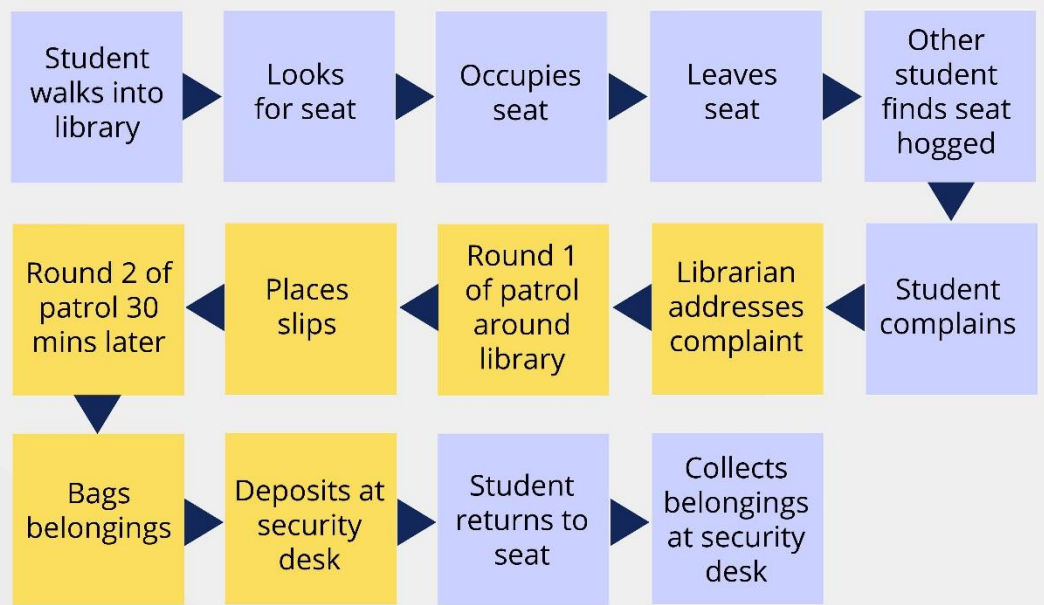 Student
walks into
library
Looks
for seat
Occupies
seat
Leaves
seat
Other
student
finds seat
hogged
Student
complains
Librarian
addresses
complaint
Round 1
of patrol
around
library
Places
slips
Round 2 of
patrol 30
mins later
Bags
belongings
Deposits at
security
desk
Student
returns to
seat
Collects
belongings
at security
desk